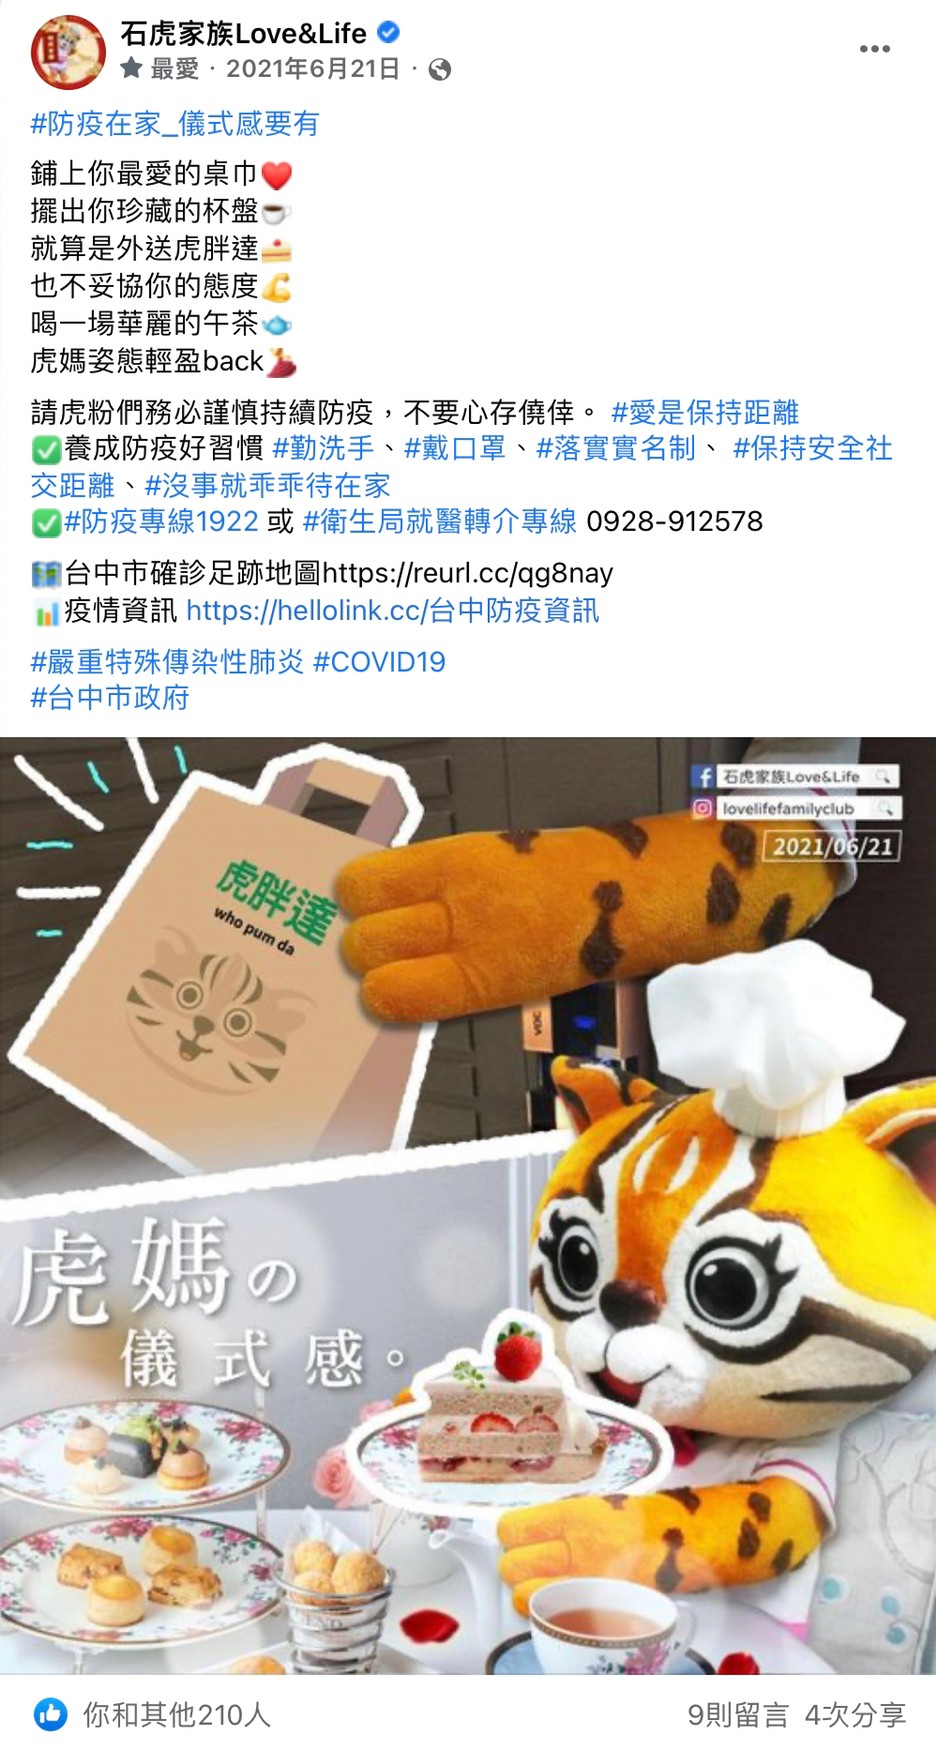 石虎家族Love&Life
最愛 · 2021年6月21日 ·
#防疫在家_儀式感要有
鋪上你最愛的桌巾❤️
擺出你珍藏的杯盤☕
就算是外送虎胖達🍰
也不妥協你的態度💪
喝一場華麗的午茶🫖
虎媽姿態輕盈back💃
請虎粉們務必謹慎持續防疫，不要心存僥倖。 #愛是保持距離
✅養成防疫好習慣 #勤洗手、#戴口罩、#落實實名制、 #保持安全社
交距離、#沒事就乖乖待在家
✅#防疫專線1922 或 #衛生局就醫轉介專線 0928-912578
🗺️台中市確診足跡地圖https://reurl.cc/qg8nay
📊疫情資訊 https://hellolink.cc/台中防疫資訊
#嚴重特殊傳染性肺炎 #COVID19
#台中市政府
石虎家族Love&Life
lovelifefamilyclub
2021/06/21
虎胖達
who pum da
虎媽の
儀式感。
你和其他210人
9則留言 4次分享